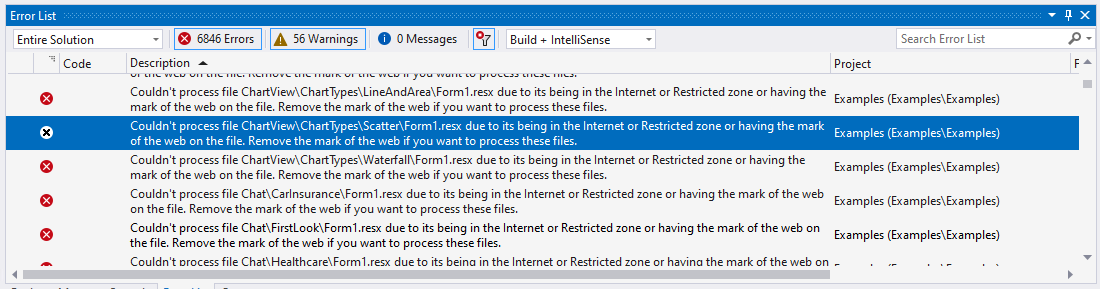 Error List
Entire Solution
6846 Errors
56 Warnings
0 Messages
Build + IntelliSense
Search Error List
Code Description Project F
of the web on the file. Remove the mark of the web if you want to process these files.
Couldn't process file ChartView\ChartTypes\LineAndArea\Form1.resx due to its being in the Internet or Restricted zone or having the
mark of the web on the file. Remove the mark of the web if you want to process these files.
Examples (Examples\Examples)
Couldn't process file ChartView\ChartTypes\Scatter\Form1.resx due to its being in the Internet or Restricted zone or having the mark
of the web on the file. Remove the mark of the web if you want to process these files.
Examples (Examples\Examples)
Couldn't process file ChartView\ChartTypes\Waterfall\Form1.resx due to its being in the Internet or Restricted zone or having the
mark of the web on the file. Remove the mark of the web if you want to process these files.
Examples (Examples\Examples)
Couldn't process file Chat\CarInsurance\Form1.resx due to its being in the Internet or Restricted zone or having the mark of the web
on the file. Remove the mark of the web if you want to process these files.
Examples (Examples\Examples)
Couldn't process file Chat\FirstLook\Form1.resx due to its being in the Internet or Restricted zone or having the mark of the web on
the file. Remove the mark of the web if you want to process these files.
Examples (Examples\Examples)
Couldn't process file Chat\Healthcare\Form1.resx due to its being in the Internet or Restricted zone or having the mark of the web on